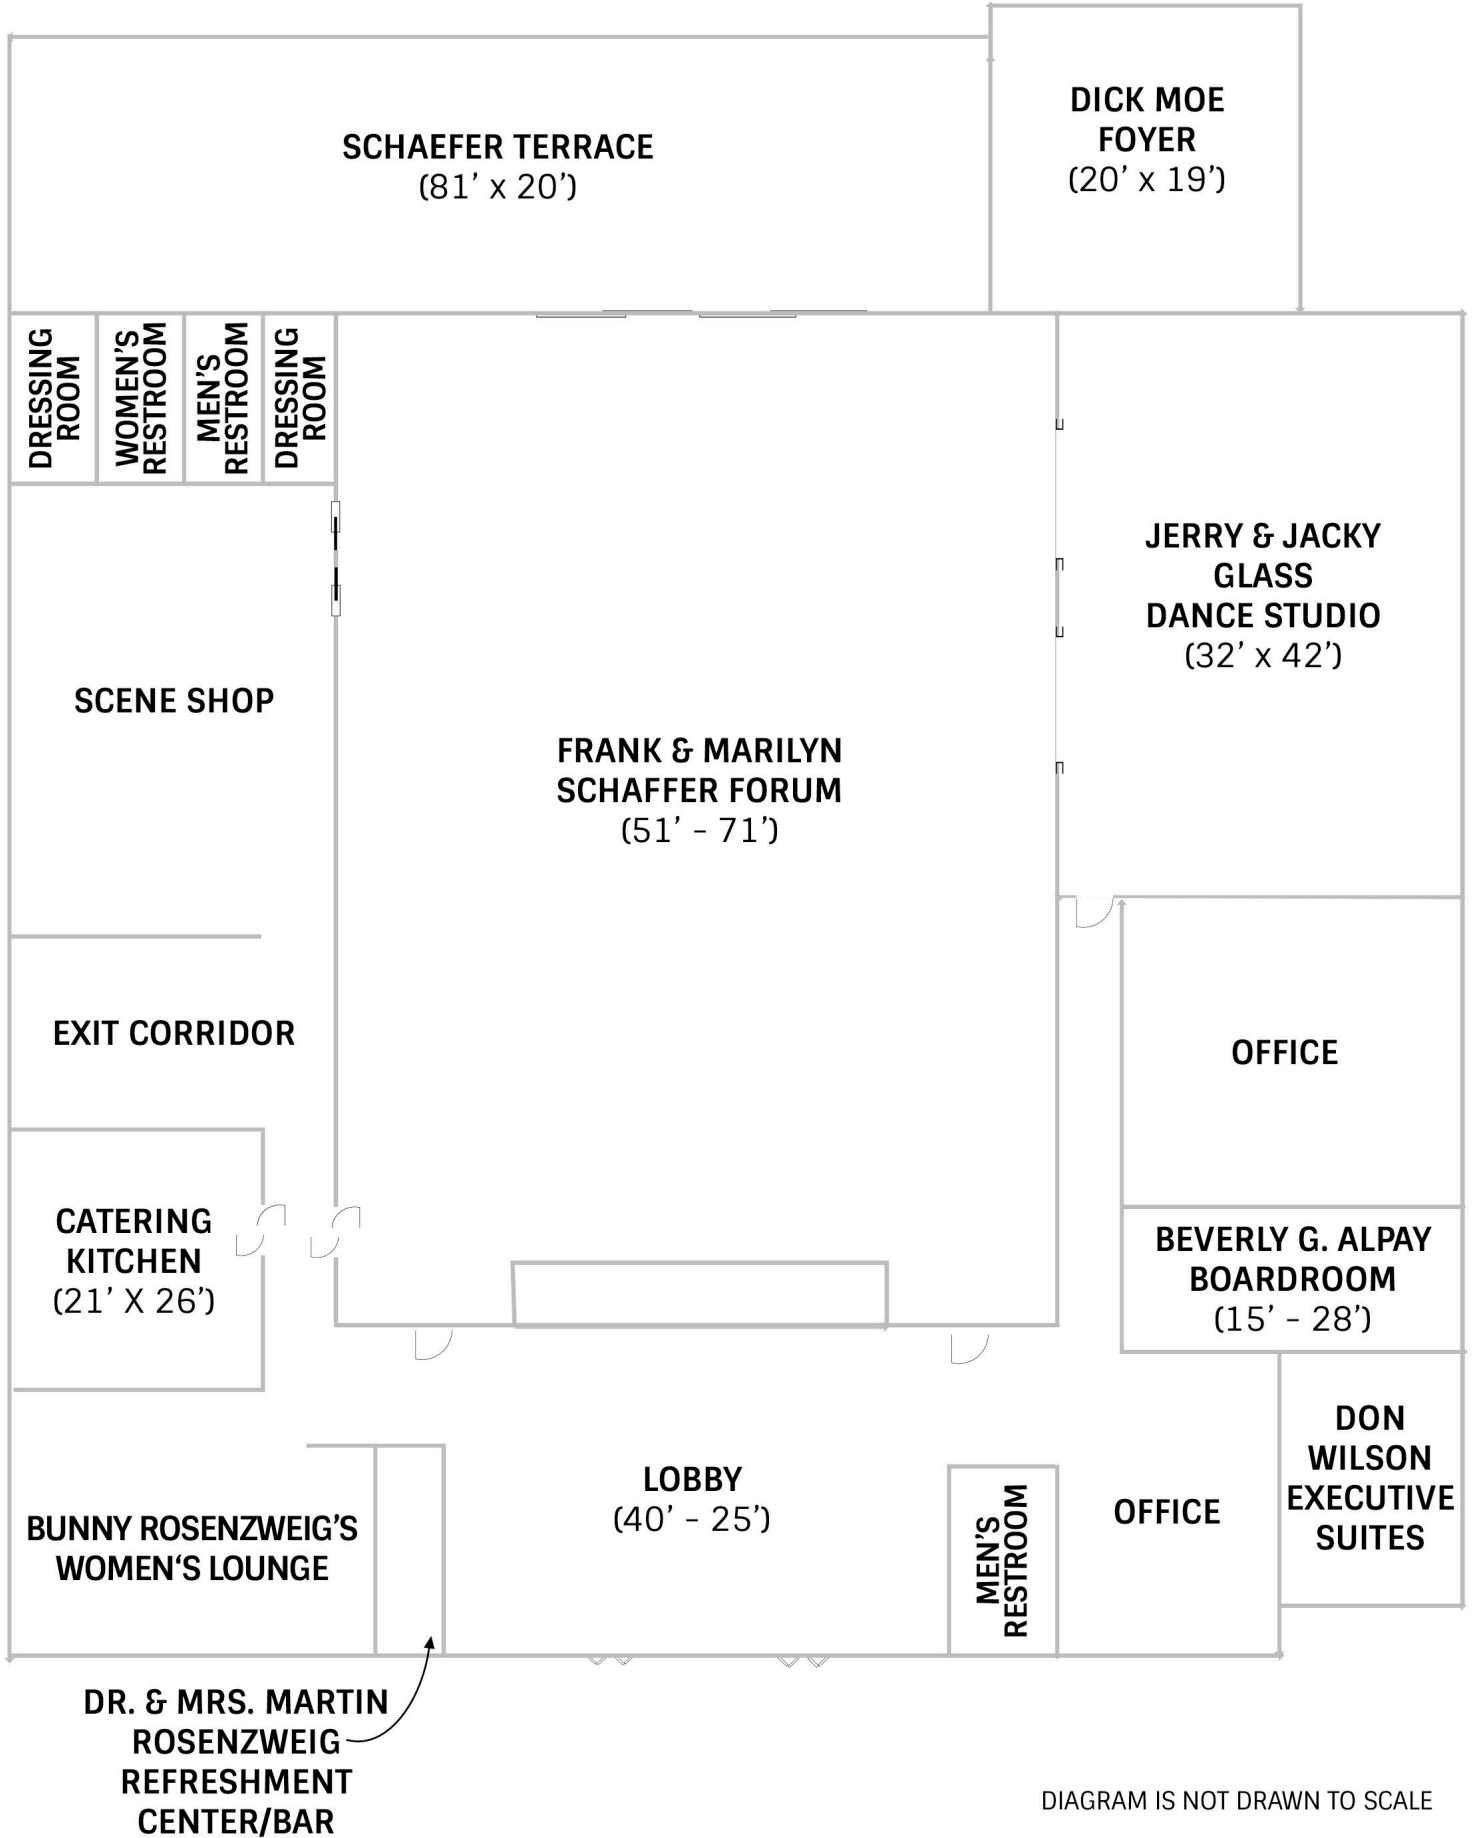 SCHAEFER TERRACE
(81’ x 20’)
DICK MOE
FOYER
(20’ x 19’)
DRESSING
ROOM
WOMEN’S
RESTROOM
MEN’S
RESTROOM
DRESSING
ROOM
JERRY & JACKY
GLASS
DANCE STUDIO
(32’ x 42’)
SCENE SHOP
FRANK & MARILYN
SCHAFFER FORUM
(51’ - 71’)
EXIT CORRIDOR
OFFICE
CATERING
KITCHEN
(21’ X 26’)
BEVERLY G. ALPAY
BOARDROOM
(15’ - 28’)
DON
WILSON
EXECUTIVE
SUITES
LOBBY
(40’ - 25’)
MEN’S
RESTROOM
OFFICE
BUNNY ROSENZWEIG’S
WOMEN‘S LOUNGE
DR. & MRS. MARTIN
ROSENZWEIG
REFRESHMENT
CENTER/BAR
DIAGRAM IS NOT DRAWN TO SCALE